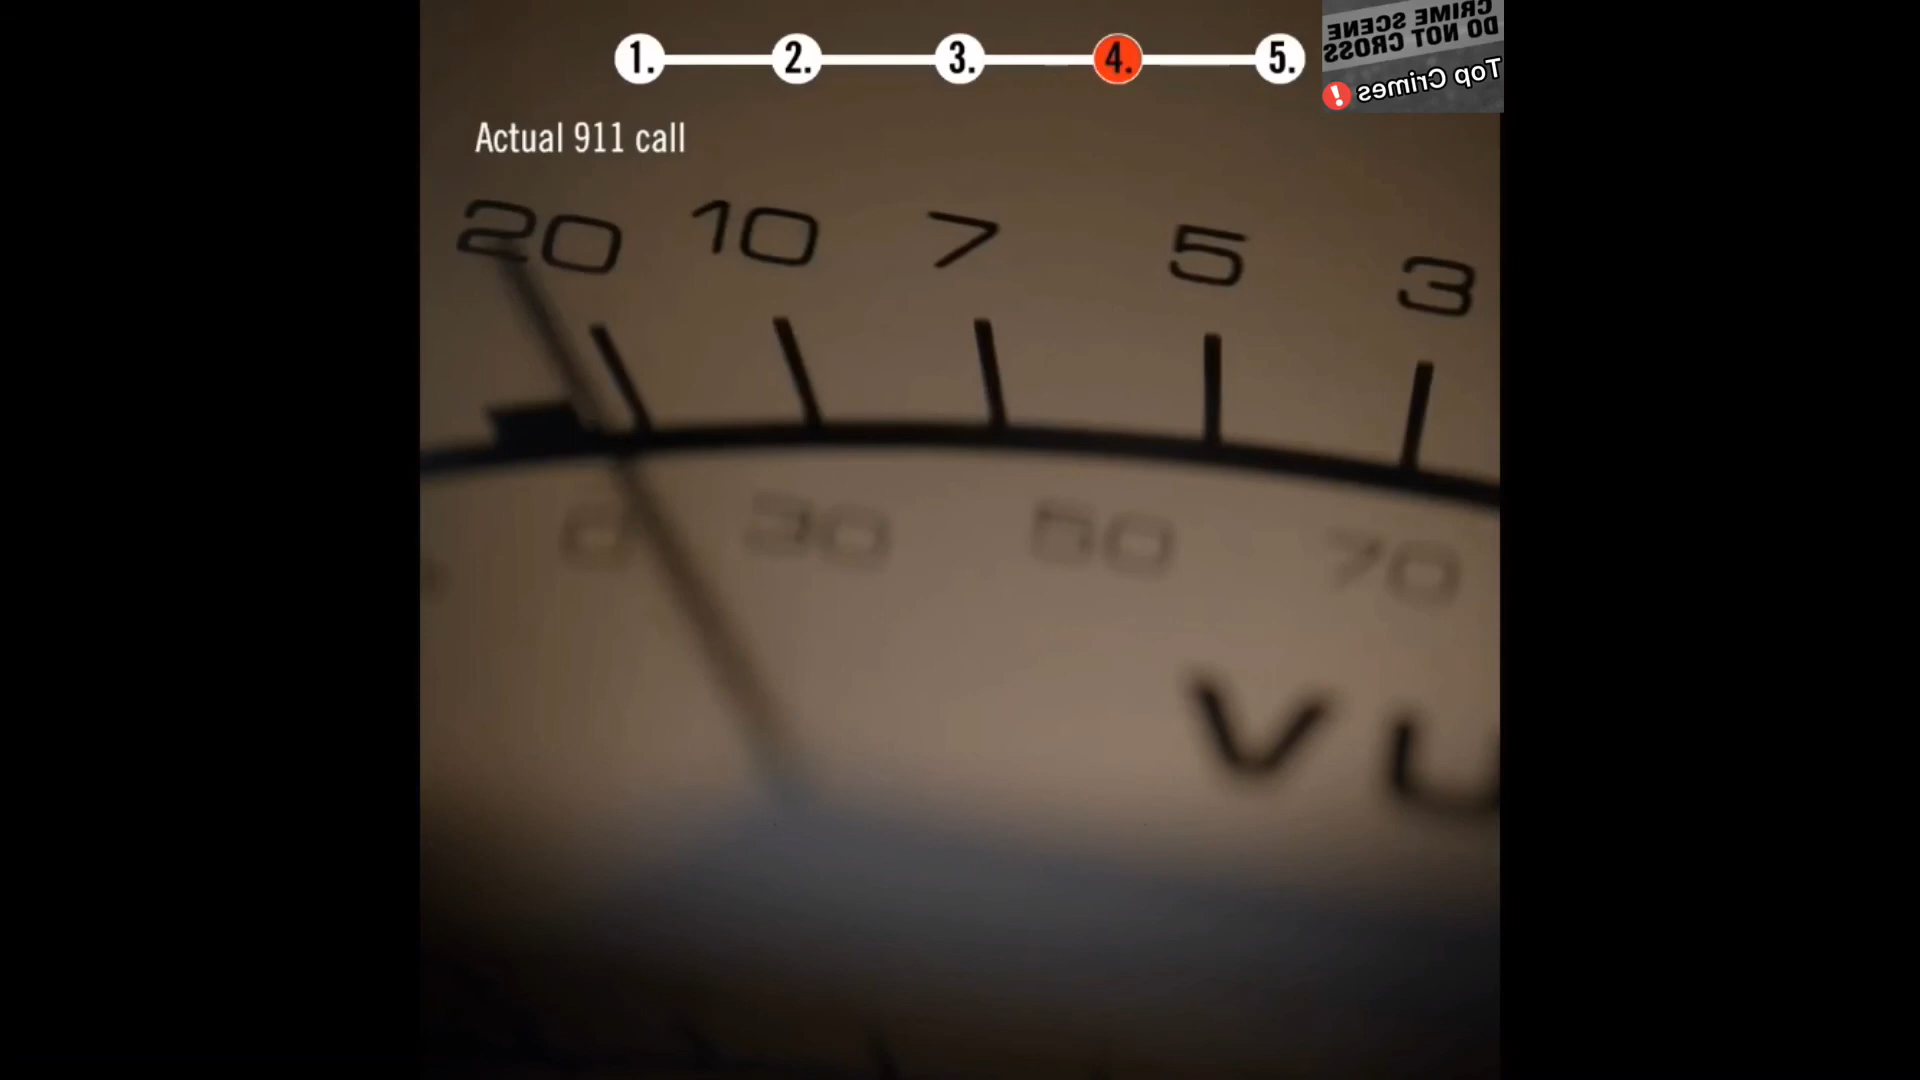 1. 2. 3. 4. 5.
CRIME SCENE
DO NOT CROSS
! Top Crimes
Actual 911 call
20 10 7 5 3
0 30 50 70
VU